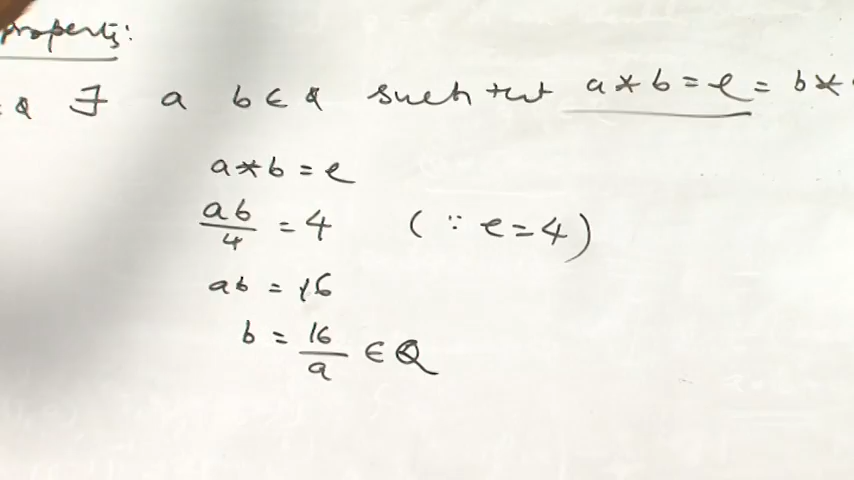 property:
∈ Q ∃ a b ∈ Q such that a * b = e = b *
a * b = e
ab/4 = 4 (∵ e = 4)
ab = 16
b = 16/a ∈ Q